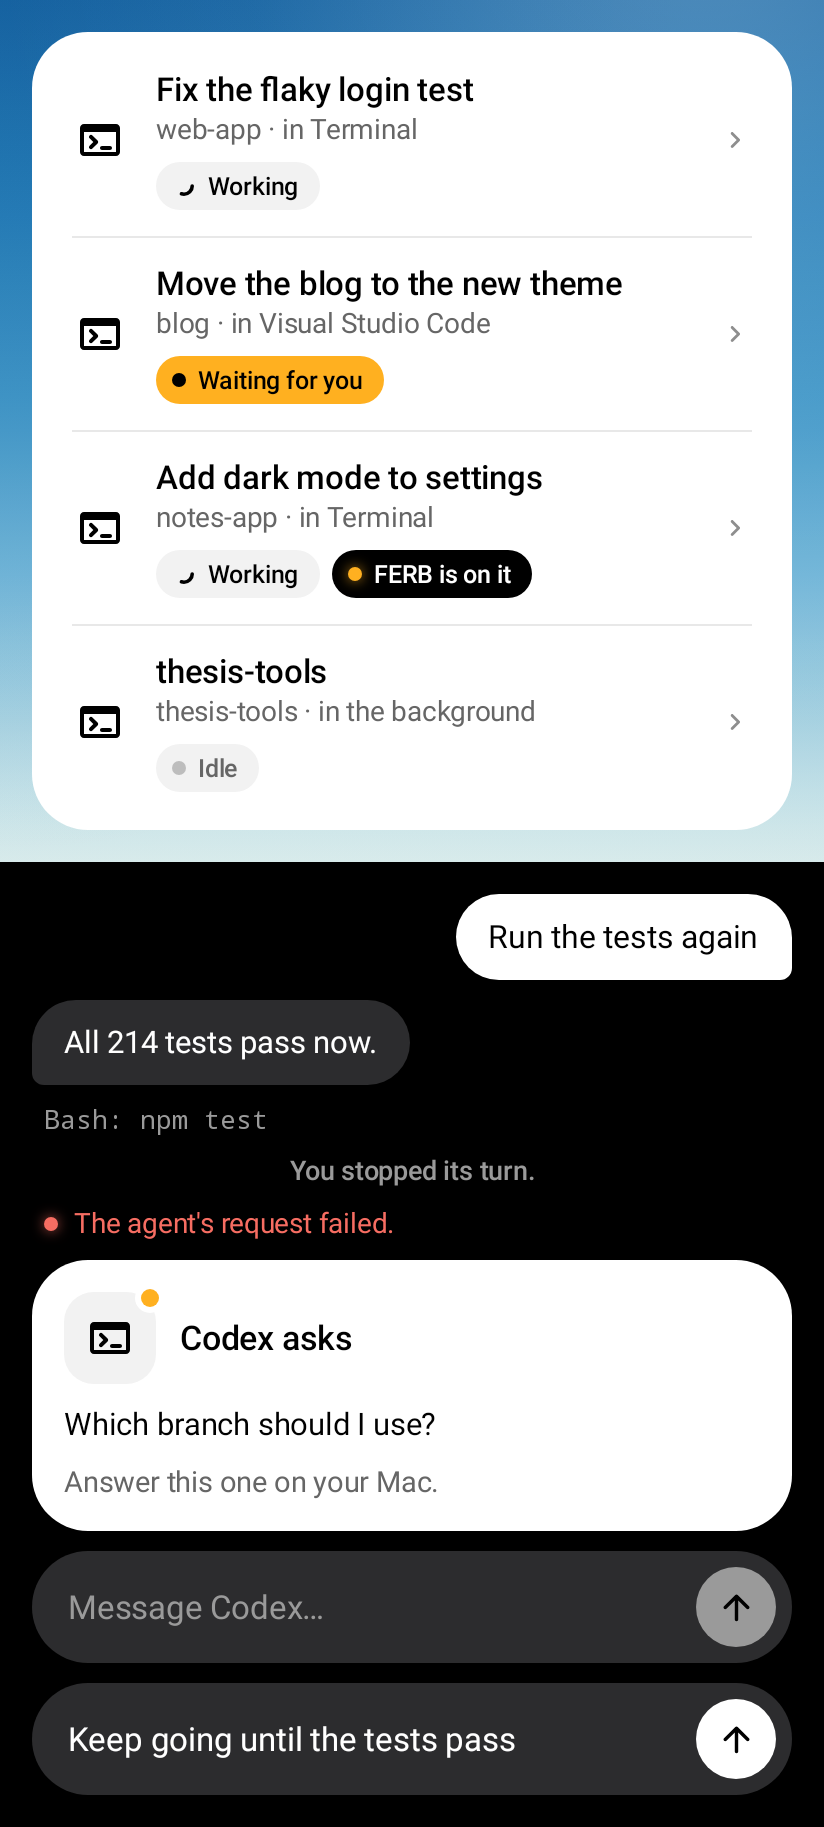 Fix the flaky login test
web-app · in Terminal
Working
Move the blog to the new theme
blog · in Visual Studio Code
Waiting for you
Add dark mode to settings
notes-app · in Terminal
Working
FERB is on it
thesis-tools
thesis-tools · in the background
Idle
Run the tests again
All 214 tests pass now.
Bash: npm test
You stopped its turn.
The agent's request failed.
Codex asks
Which branch should I use?
Answer this one on your Mac.
Message Codex…
Keep going until the tests pass